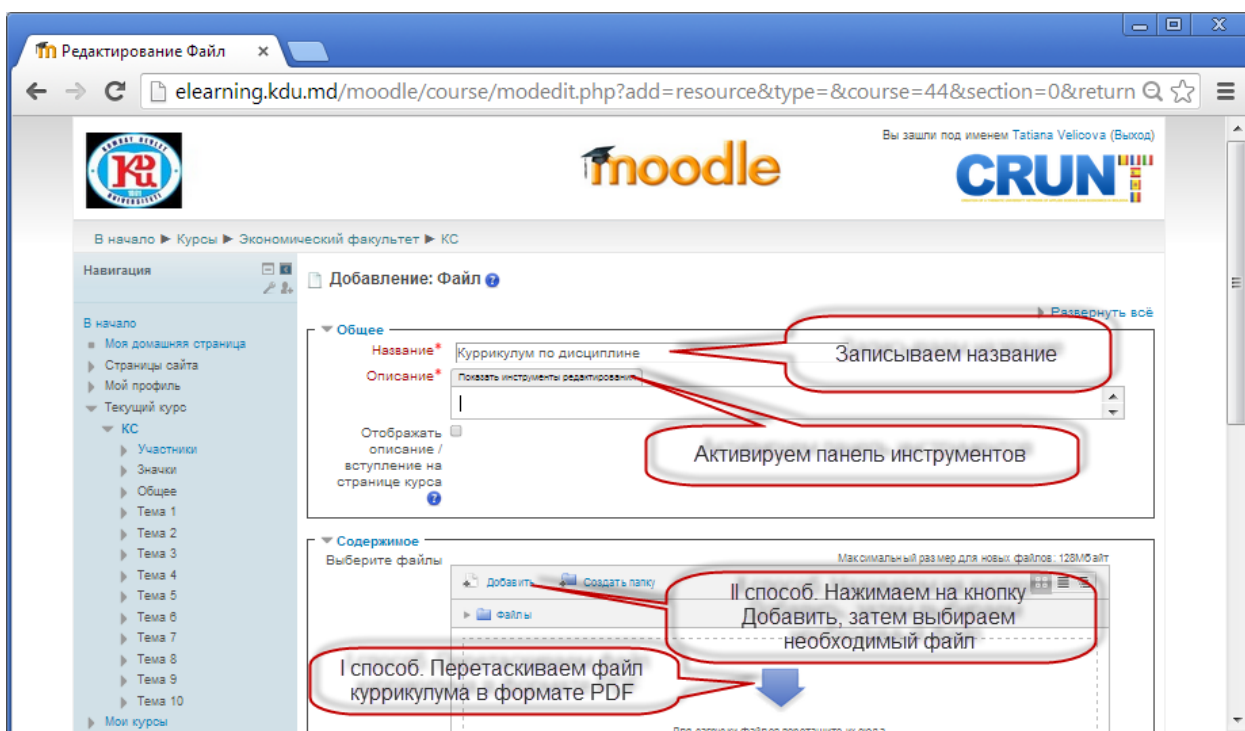 Редактирование Файл
elearning.kdu.md/moodle/course/modedit.php?add=resource&type=&course=44&section=0&return
Вы зашли под именем Tatiana Velicova (Выход)
moodle
CRUNT
В начало ► Курсы ► Экономический факультет ► КС
Навигация
Добавление: Файл
Развернуть всё
В начало
Моя домашняя страница
Страницы сайта
Мой профиль
Текущий курс
КС
Участники
Значки
Общее
Тема 1
Тема 2
Тема 3
Тема 4
Тема 5
Тема 6
Тема 7
Тема 8
Тема 9
Тема 10
Мои курсы
Общее
Название* Куррикулум по дисциплине
Записываем название
Описание* Показать инструменты редактирования
Активируем панель инструментов
Отображать
описание /
вступление на
странице курса
Содержимое
Выберите файлы
Максимальный размер для новых файлов: 128Мбайт
Добавить Создать папку
Файлы
II способ. Нажимаем на кнопку
Добавить, затем выбираем
необходимый файл
I способ. Перетаскиваем файл
куррикулума в формате PDF